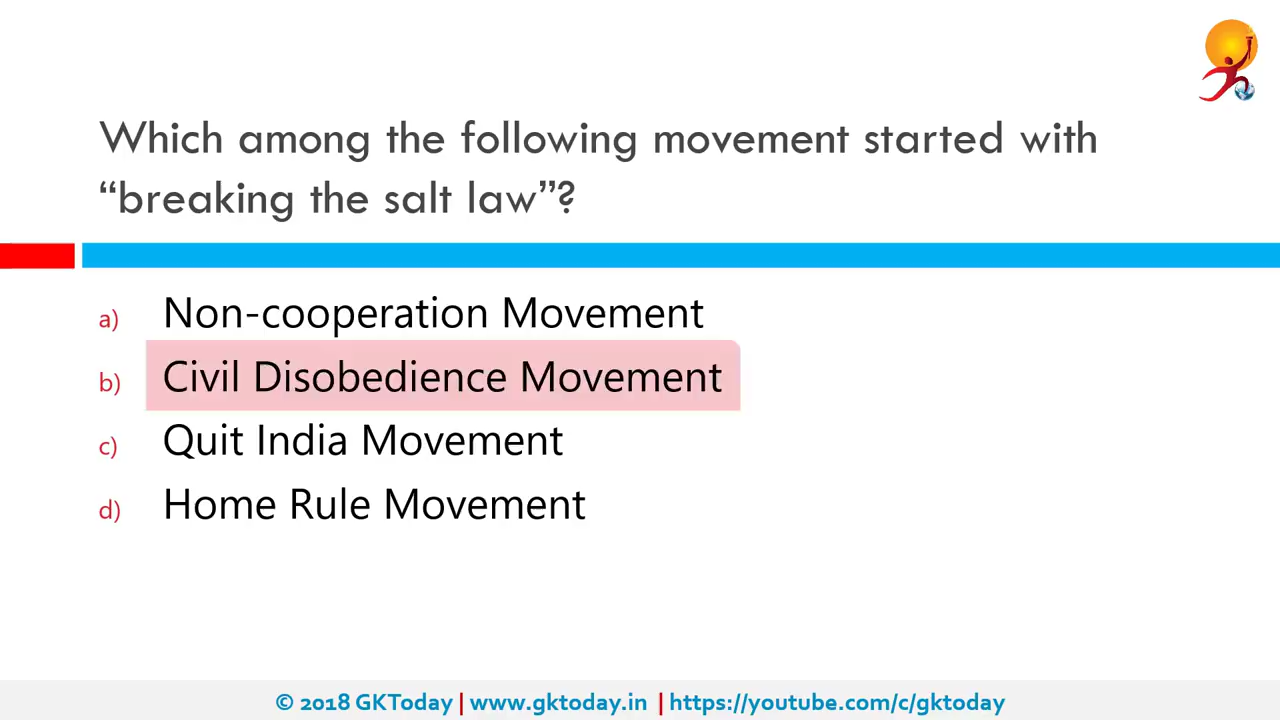 Which among the following movement started with
“breaking the salt law”?
a) Non-cooperation Movement
b) Civil Disobedience Movement
c) Quit India Movement
d) Home Rule Movement
© 2018 GKToday | www.gktoday.in | https://youtube.com/c/gktoday